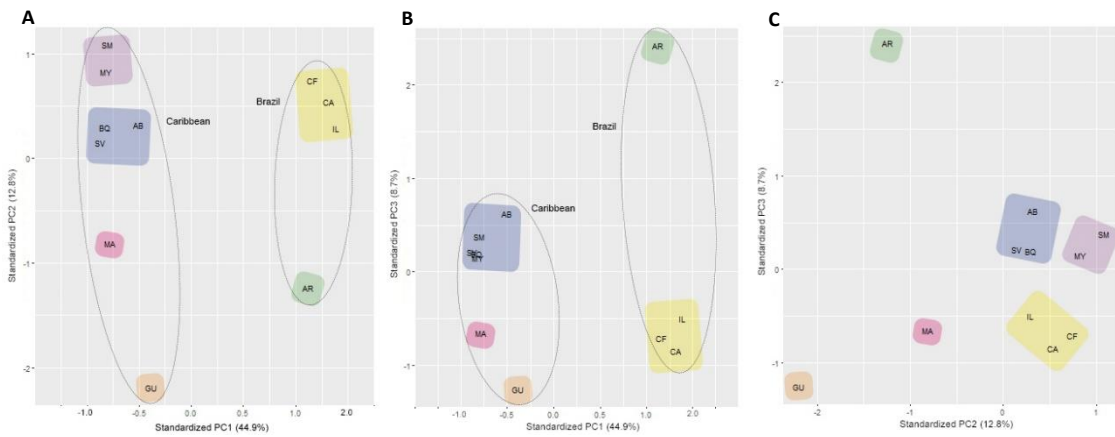 A
SM
MY
BQ
AB
SV
Caribbean
MA
GU
Brazil
CF
CA
IL
AR
1
0
-1
-2
Standardized PC2 (12.8%)
-1.0
-0.5
0.0
0.5
1.0
2.0
Standardized PC1 (44.9%)
B
AR
Brazil
Caribbean
AB
SM
MA
GU
IL
CF
CA
2
1
0
-1
Standardized PC3 (8.7%)
-1.0
-0.5
0.0
0.5
1.0
2.0
Standardized PC1 (44.9%)
C
AR
AB
SV
BQ
SM
MY
IL
CF
CA
MA
GU
2
1
0
-1
Standardized PC3 (8.7%)
-2
-1
0
1
Standardized PC2 (12.8%)